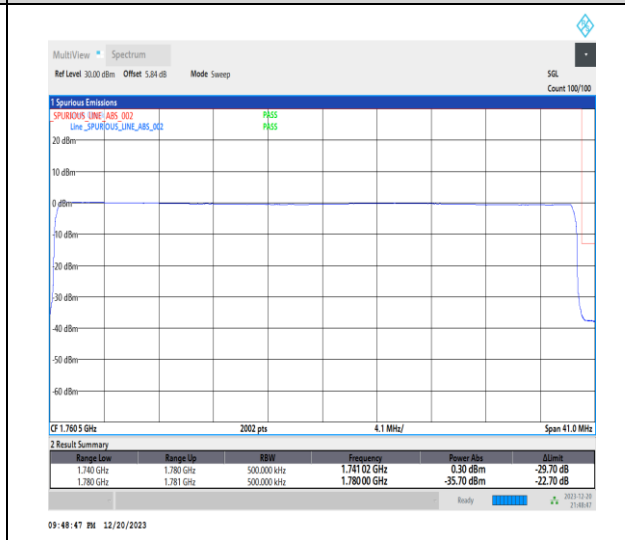 MultiView Spectrum
Ref Level 30.00 dBm Offset 5.84 dB Mode Sweep SGL
Count 100/100
1 Spurious Emissions
_SPURIOUS_LINE_ABS_002 PASS
Line _SPURIOUS_LINE_ABS_002 PASS
20 dBm
10 dBm
0 dBm
-10 dBm
-20 dBm
-30 dBm
-40 dBm
-50 dBm
-60 dBm
CF 1.760 5 GHz 2002 pts 4.1 MHz/ Span 41.0 MHz
2 Result Summary
Range Low Range Up RBW Frequency Power Abs ΔLimit
1.740 GHz 1.780 GHz 500.000 kHz 1.741 02 GHz 0.30 dBm -29.70 dB
1.780 GHz 1.781 GHz 500.000 kHz 1.780 00 GHz -35.70 dBm -22.70 dB
Ready 2023-12-20
21:48:47
09:48:47 PM 12/20/2023